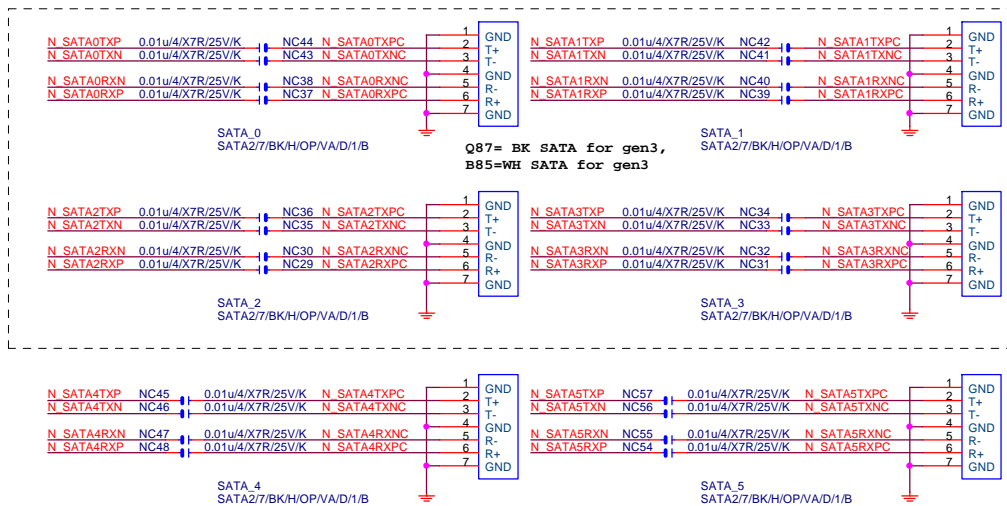 1 GND 1 GND
N_SATA0TXP 0.01u/4/X7R/25V/K NC44 N_SATA0TXPC 2 T+ N_SATA1TXP 0.01u/4/X7R/25V/K NC42 N_SATA1TXPC 2 T+
N_SATA0TXN 0.01u/4/X7R/25V/K NC43 N_SATA0TXNC 3 T- N_SATA1TXN 0.01u/4/X7R/25V/K NC41 N_SATA1TXNC 3 T-
4 GND 4 GND
N_SATA0RXN 0.01u/4/X7R/25V/K NC38 N_SATA0RXNC 5 R- N_SATA1RXN 0.01u/4/X7R/25V/K NC40 N_SATA1RXNC 5 R-
N_SATA0RXP 0.01u/4/X7R/25V/K NC37 N_SATA0RXPC 6 R+ N_SATA1RXP 0.01u/4/X7R/25V/K NC39 N_SATA1RXPC 6 R+
7 GND 7 GND
SATA_0 SATA_1
SATA2/7/BK/H/OP/VA/D/1/B SATA2/7/BK/H/OP/VA/D/1/B
Q87= BK SATA for gen3,
B85=WH SATA for gen3
1 GND 1 GND
N_SATA2TXP 0.01u/4/X7R/25V/K NC36 N_SATA2TXPC 2 T+ N_SATA3TXP 0.01u/4/X7R/25V/K NC34 N_SATA3TXPC 2 T+
N_SATA2TXN 0.01u/4/X7R/25V/K NC35 N_SATA2TXNC 3 T- N_SATA3TXN 0.01u/4/X7R/25V/K NC33 N_SATA3TXNC 3 T-
4 GND 4 GND
N_SATA2RXN 0.01u/4/X7R/25V/K NC30 N_SATA2RXNC 5 R- N_SATA3RXN 0.01u/4/X7R/25V/K NC32 N_SATA3RXNC 5 R-
N_SATA2RXP 0.01u/4/X7R/25V/K NC29 N_SATA2RXPC 6 R+ N_SATA3RXP 0.01u/4/X7R/25V/K NC31 N_SATA3RXPC 6 R+
7 GND 7 GND
SATA_2 SATA_3
SATA2/7/BK/H/OP/VA/D/1/B SATA2/7/BK/H/OP/VA/D/1/B
1 GND 1 GND
N_SATA4TXP NC45 0.01u/4/X7R/25V/K N_SATA4TXPC 2 T+ N_SATA5TXP NC57 0.01u/4/X7R/25V/K N_SATA5TXPC 2 T+
N_SATA4TXN NC46 0.01u/4/X7R/25V/K N_SATA4TXNC 3 T- N_SATA5TXN NC56 0.01u/4/X7R/25V/K N_SATA5TXNC 3 T-
4 GND 4 GND
N_SATA4RXN NC47 0.01u/4/X7R/25V/K N_SATA4RXNC 5 R- N_SATA5RXN NC55 0.01u/4/X7R/25V/K N_SATA5RXNC 5 R-
N_SATA4RXP NC48 0.01u/4/X7R/25V/K N_SATA4RXPC 6 R+ N_SATA5RXP NC54 0.01u/4/X7R/25V/K N_SATA5RXPC 6 R+
7 GND 7 GND
SATA_4 SATA_5
SATA2/7/BK/H/OP/VA/D/1/B SATA2/7/BK/H/OP/VA/D/1/B